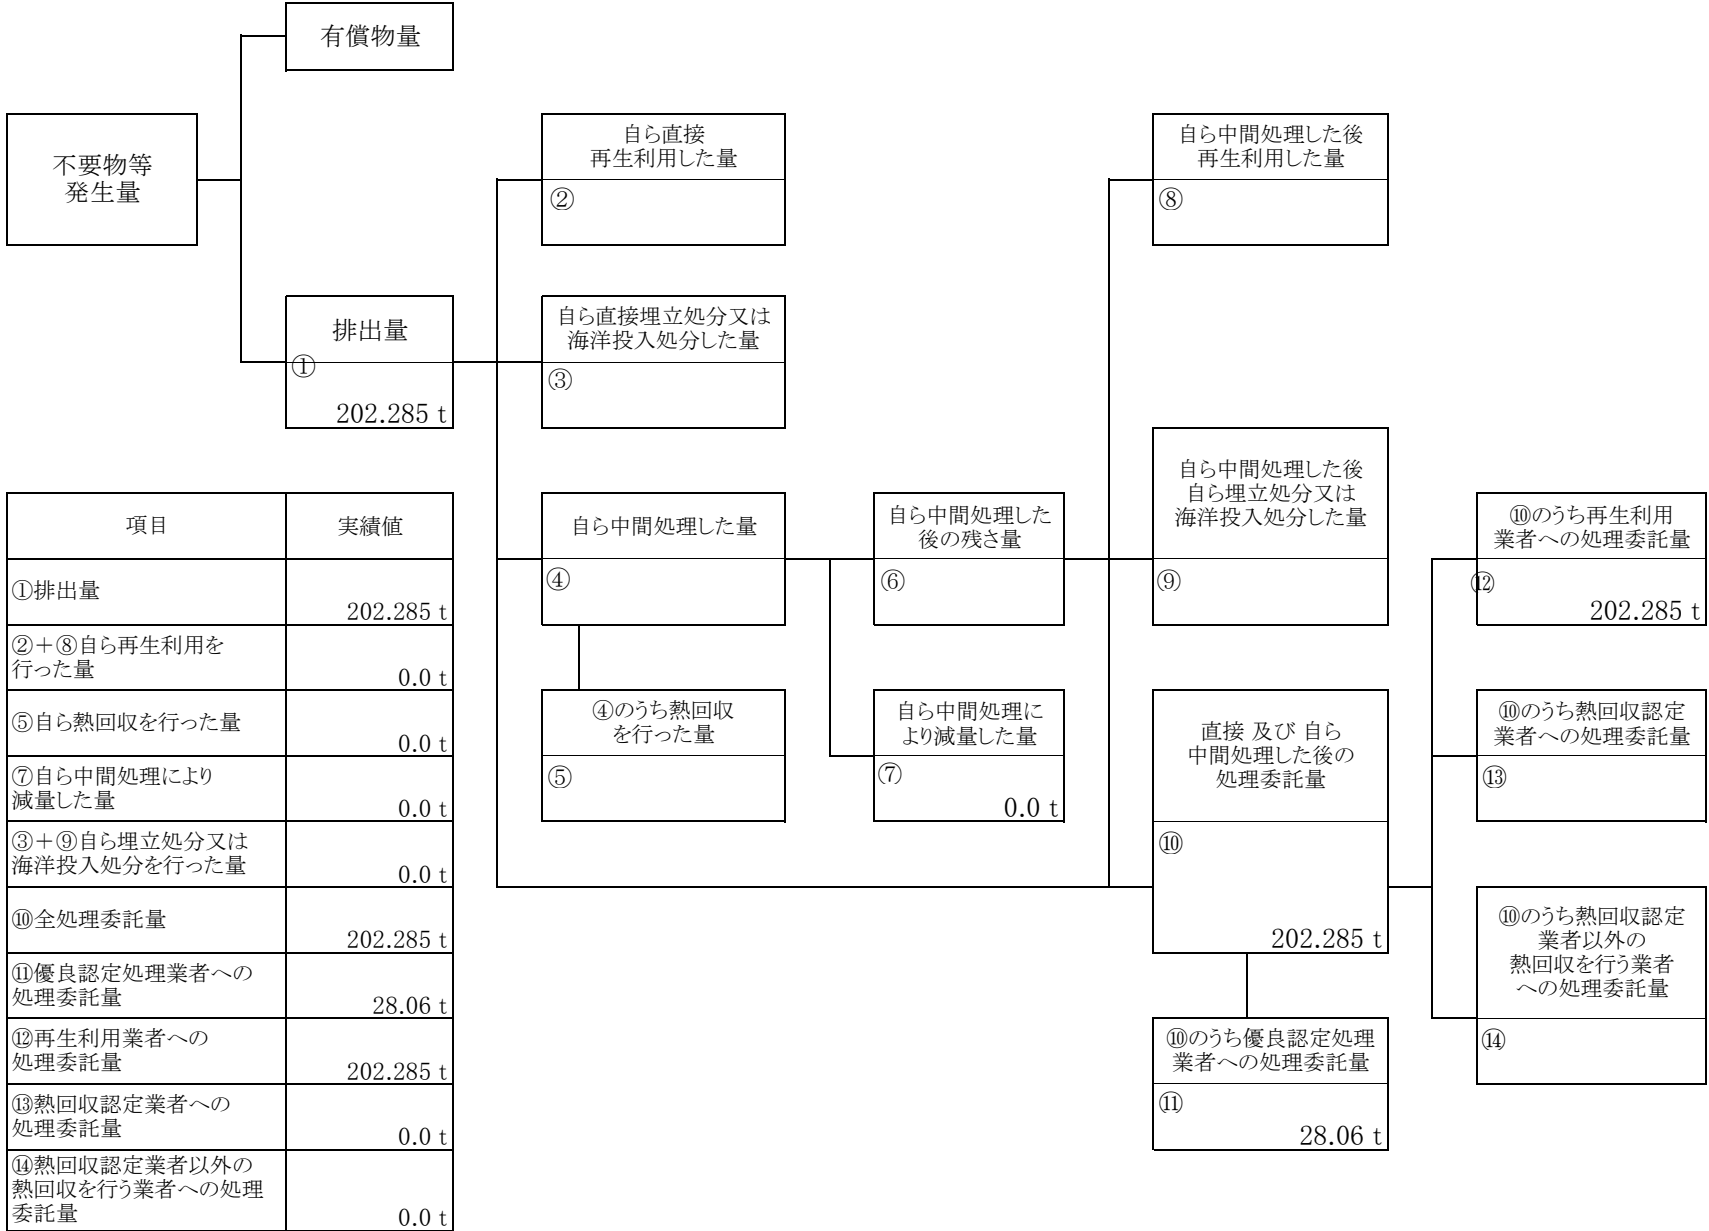 有償物量
不要物等
発生量
自ら直接
再生利用した量
②
自ら中間処理した後
再生利用した量
⑧
排出量
①
202.285 t
自ら直接埋立処分又は
海洋投入処分した量
③
自ら中間処理した量
④
自ら中間処理した
後の残さ量
⑥
自ら中間処理した後
自ら埋立処分又は
海洋投入処分した量
⑨
⑩のうち再生利用
業者への処理委託量
⑫
202.285 t
④のうち熱回収
を行った量
⑤
自ら中間処理に
より減量した量
⑦
0.0 t
直接 及び 自ら
中間処理した後の
処理委託量
⑩
202.285 t
⑩のうち熱回収認定
業者への処理委託量
⑬
⑩のうち熱回収認定
業者以外の
熱回収を行う業者
への処理委託量
⑭
⑩のうち優良認定処理
業者への処理委託量
⑪
28.06 t
項目 実績値
①排出量
202.285 t
②+⑧自ら再生利用を
行った量
0.0 t
⑤自ら熱回収を行った量
0.0 t
⑦自ら中間処理により
減量した量
0.0 t
③+⑨自ら埋立処分又は
海洋投入処分を行った量
0.0 t
⑩全処理委託量
202.285 t
⑪優良認定処理業者への
処理委託量
28.06 t
⑫再生利用業者への
処理委託量
202.285 t
⑬熱回収認定業者への
処理委託量
0.0 t
⑭熱回収認定業者以外の
熱回収を行う業者への処理
委託量
0.0 t